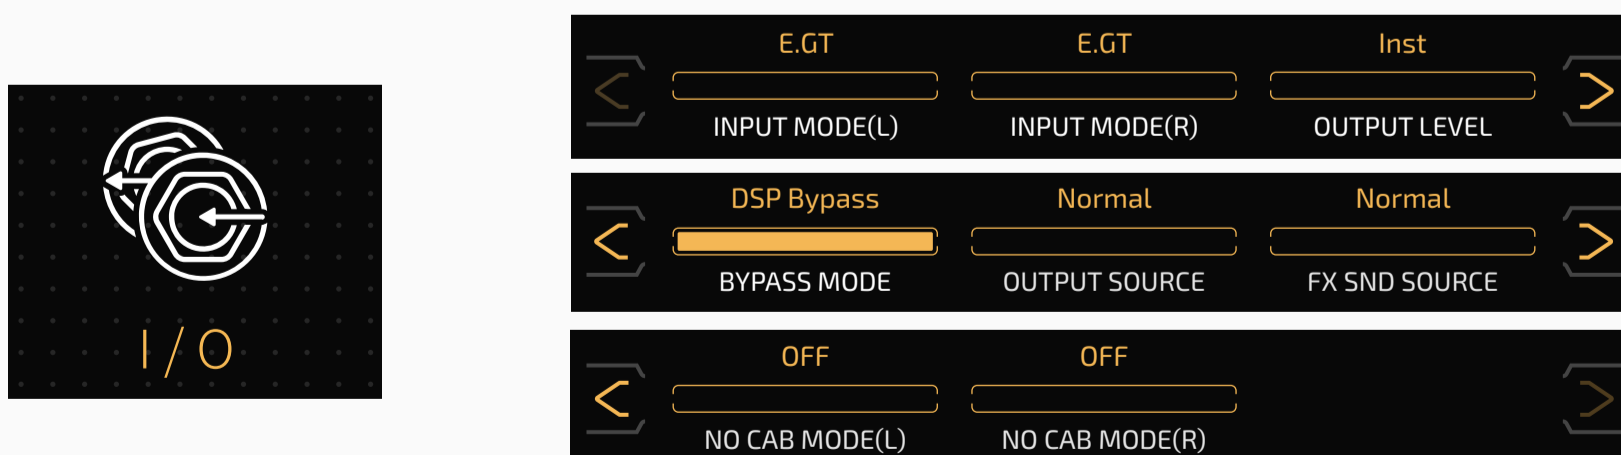 I / O
E.GT E.GT Inst
INPUT MODE(L) INPUT MODE(R) OUTPUT LEVEL
DSP Bypass Normal Normal
BYPASS MODE OUTPUT SOURCE FX SND SOURCE
OFF OFF
NO CAB MODE(L) NO CAB MODE(R)